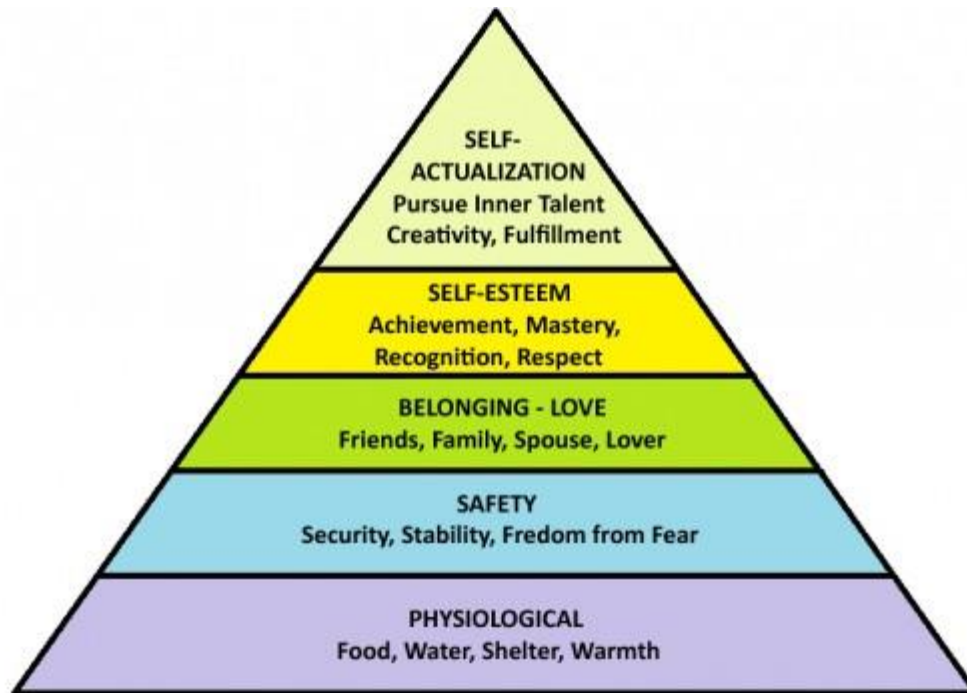 SELF-
ACTUALIZATION
Pursue Inner Talent
Creativity, Fulfillment
SELF-ESTEEM
Achievement, Mastery,
Recognition, Respect
BELONGING - LOVE
Friends, Family, Spouse, Lover
SAFETY
Security, Stability, Fredom from Fear
PHYSIOLOGICAL
Food, Water, Shelter, Warmth